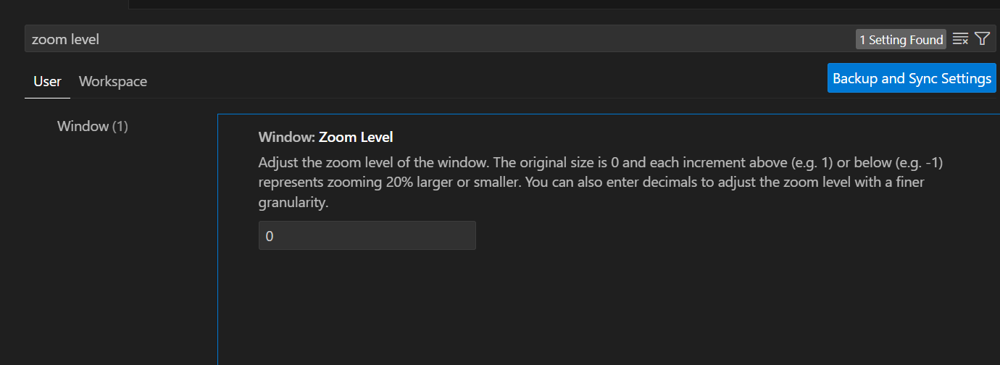 zoom level
1 Setting Found
User Workspace
Backup and Sync Settings
Window (1)
Window: Zoom Level
Adjust the zoom level of the window. The original size is 0 and each increment above (e.g. 1) or below (e.g. -1)
represents zooming 20% larger or smaller. You can also enter decimals to adjust the zoom level with a finer
granularity.
0